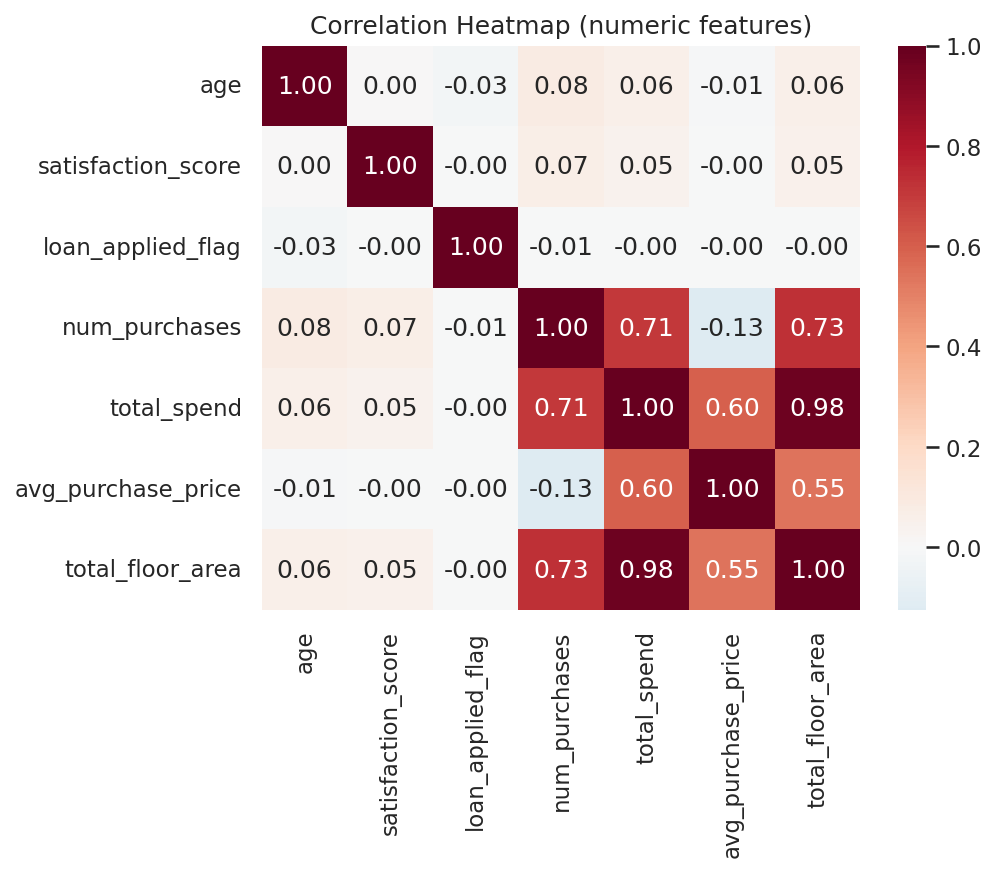 Correlation Heatmap (numeric features)
age 1.00 0.00 -0.03 0.08 0.06 -0.01 0.06
satisfaction_score 0.00 1.00 -0.00 0.07 0.05 -0.00 0.05
loan_applied_flag -0.03 -0.00 1.00 -0.01 -0.00 -0.00 -0.00
num_purchases 0.08 0.07 -0.01 1.00 0.71 -0.13 0.73
total_spend 0.06 0.05 -0.00 0.71 1.00 0.60 0.98
avg_purchase_price -0.01 -0.00 -0.00 -0.13 0.60 1.00 0.55
total_floor_area 0.06 0.05 -0.00 0.73 0.98 0.55 1.00
age
satisfaction_score
loan_applied_flag
num_purchases
total_spend
avg_purchase_price
total_floor_area
1.0
0.8
0.6
0.4
0.2
0.0